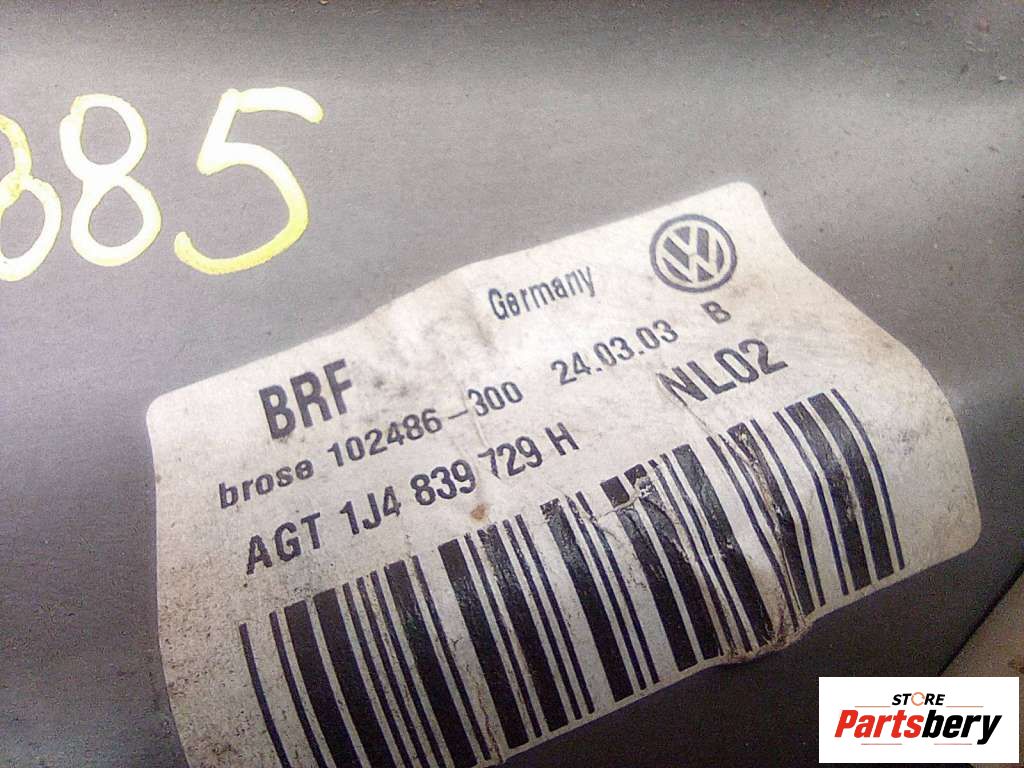 885
Germany
BRF
brose 102486-300 24.03.03 B
AGT 1J4 839 729 H NL02
STORE
Partsbery